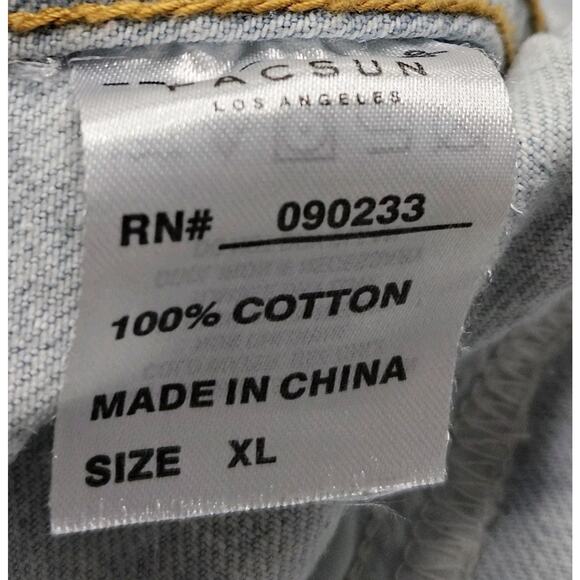 PACSUN
LOS ANGELES
RN# 090233
100% COTTON
MADE IN CHINA
SIZE XL